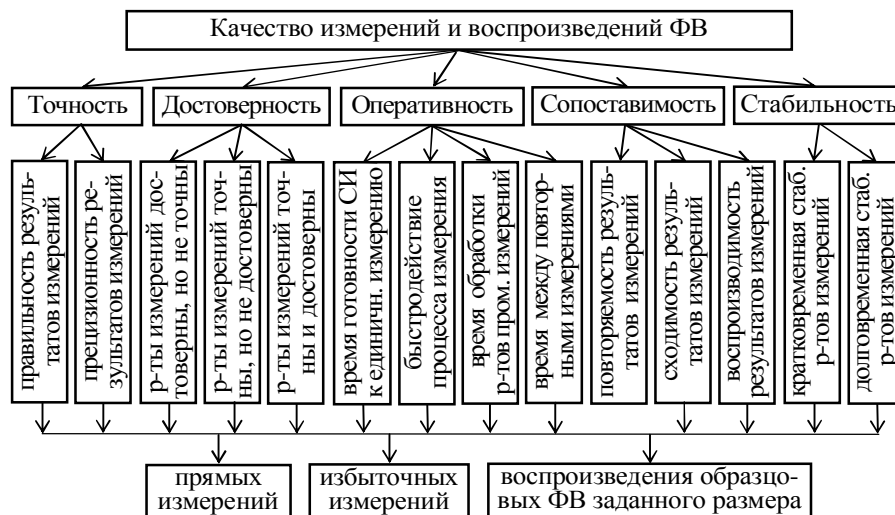 Качество измерений и воспроизведений ФВ
Точность
Достоверность
Оперативность
Сопоставимость
Стабильность
правильность резуль-
татов измерений
прецизионность ре-
зультатов измерений
р-ты измерений дос-
товерны, но не точны
р-ты измерений точ-
ны, но не достоверны
р-ты измерений точ-
ны и достоверны
время готовности СИ
к единичн. измерению
быстродействие
процесса измерения
время обработки
р-тов пром. измерений
время между повтор-
ными измерениями
повторяемость резуль-
татов измерений
сходимость резуль-
татов измерений
воспроизводимость
результатов измерений
кратковременная стаб.
р-тов измерений
долговременная стаб.
р-тов измерений
прямых
измерений
избыточных
измерений
воспроизведения образцо-
вых ФВ заданного размера